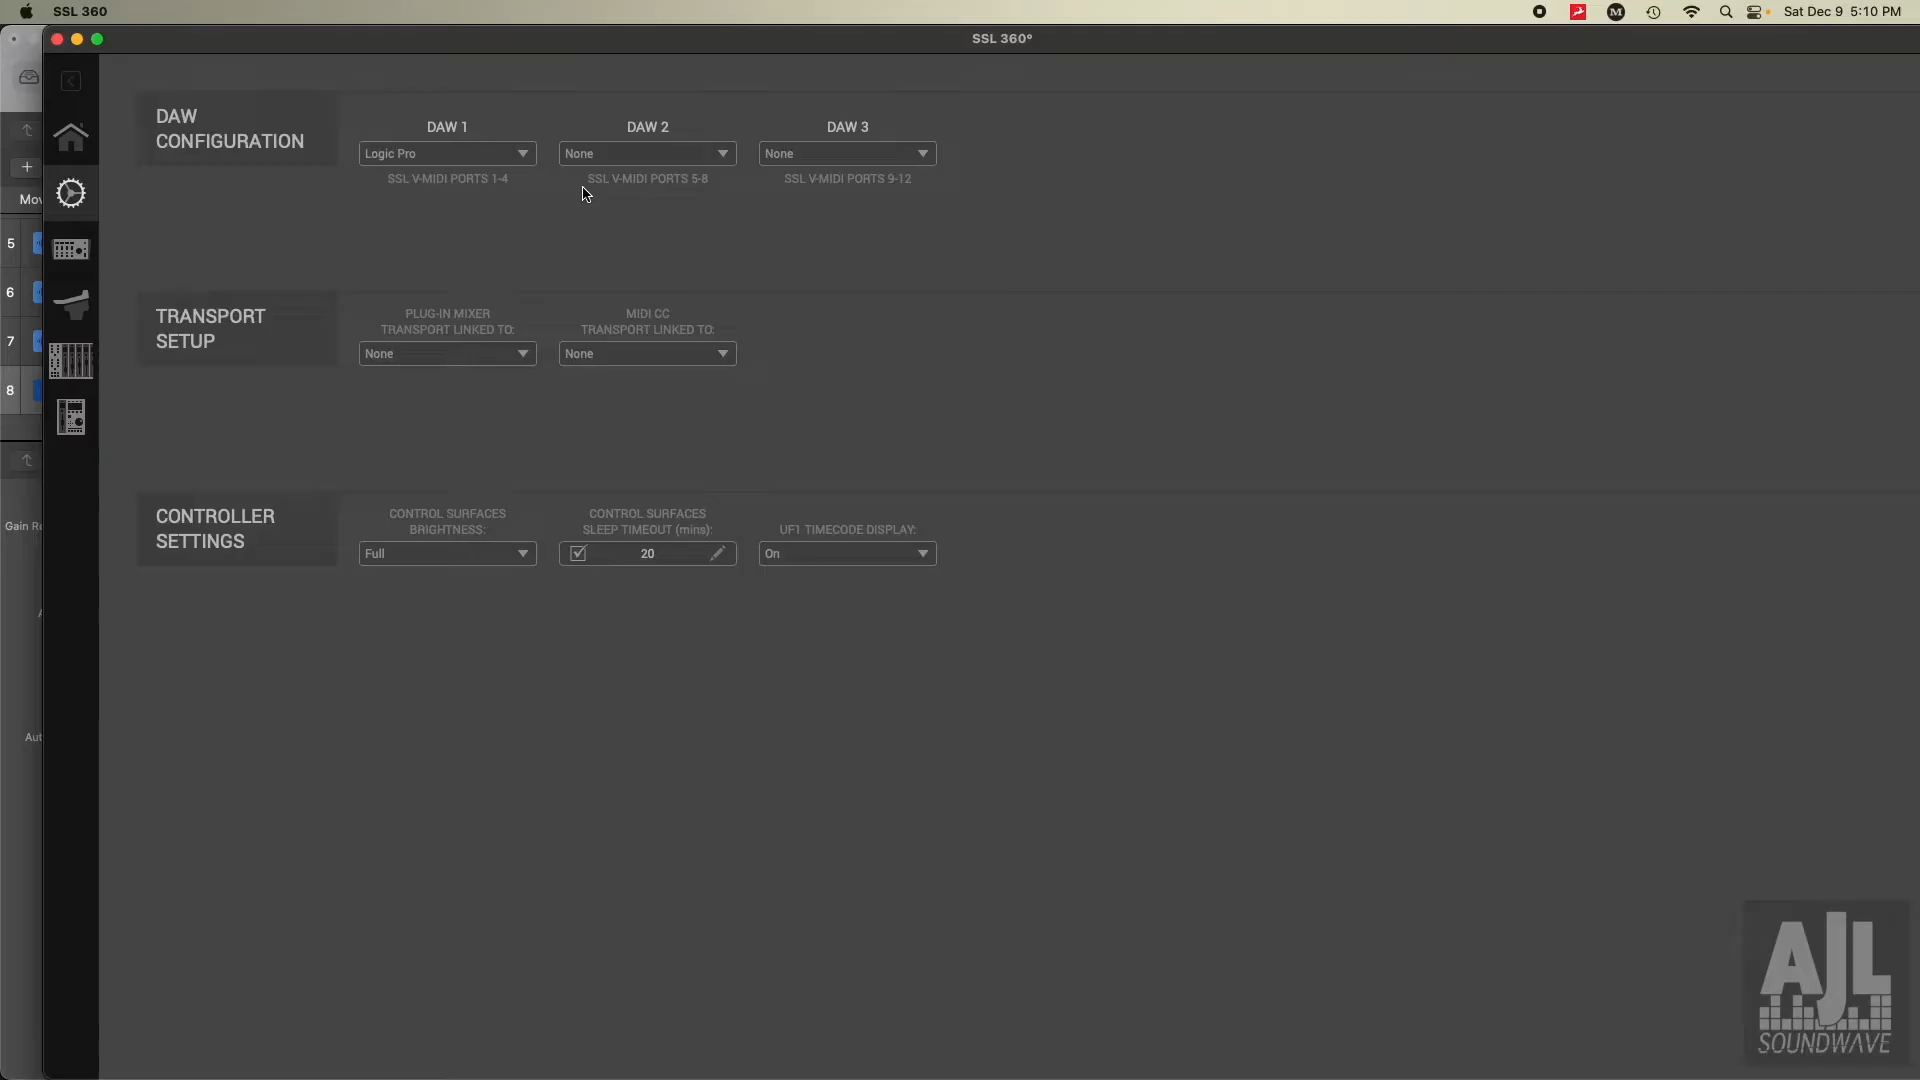 SSL 360
M
Sat Dec 9 5:10 PM
SSL 360°
DAW
CONFIGURATION
DAW 1
DAW 2
DAW 3
Logic Pro
None
None
SSL V-MIDI PORTS 1-4
SSL V-MIDI PORTS 5-8
SSL V-MIDI PORTS 9-12
5
6
7
8
TRANSPORT
SETUP
PLUG-IN MIXER
TRANSPORT LINKED TO:
MIDI CC
TRANSPORT LINKED TO:
None
None
Gain
CONTROLLER
SETTINGS
CONTROL SURFACES
BRIGHTNESS:
CONTROL SURFACES
SLEEP TIMEOUT (mins):
UF1 TIMECODE DISPLAY:
Full
20
On
AJL
SOUNDWAVE